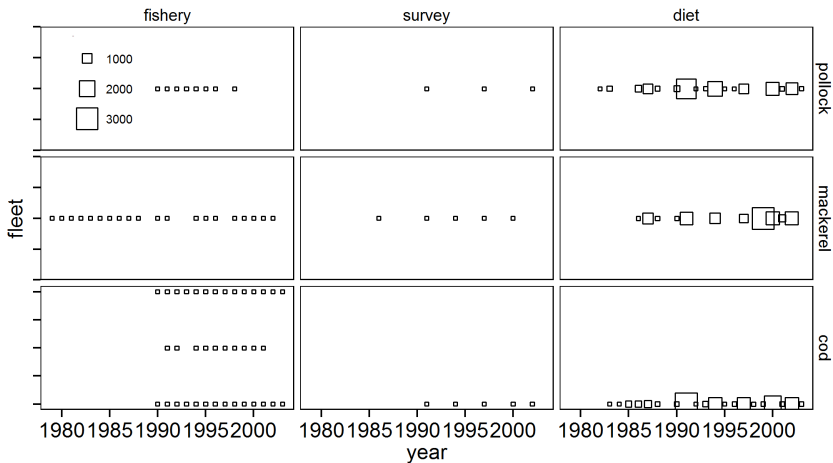 fishery survey diet
1000
2000
3000
pollock
mackerel
cod
fleet
1980 1985 1990 1995 2000 1980 1985 1990 1995 2000 1980 1985 1990 1995 2000
year